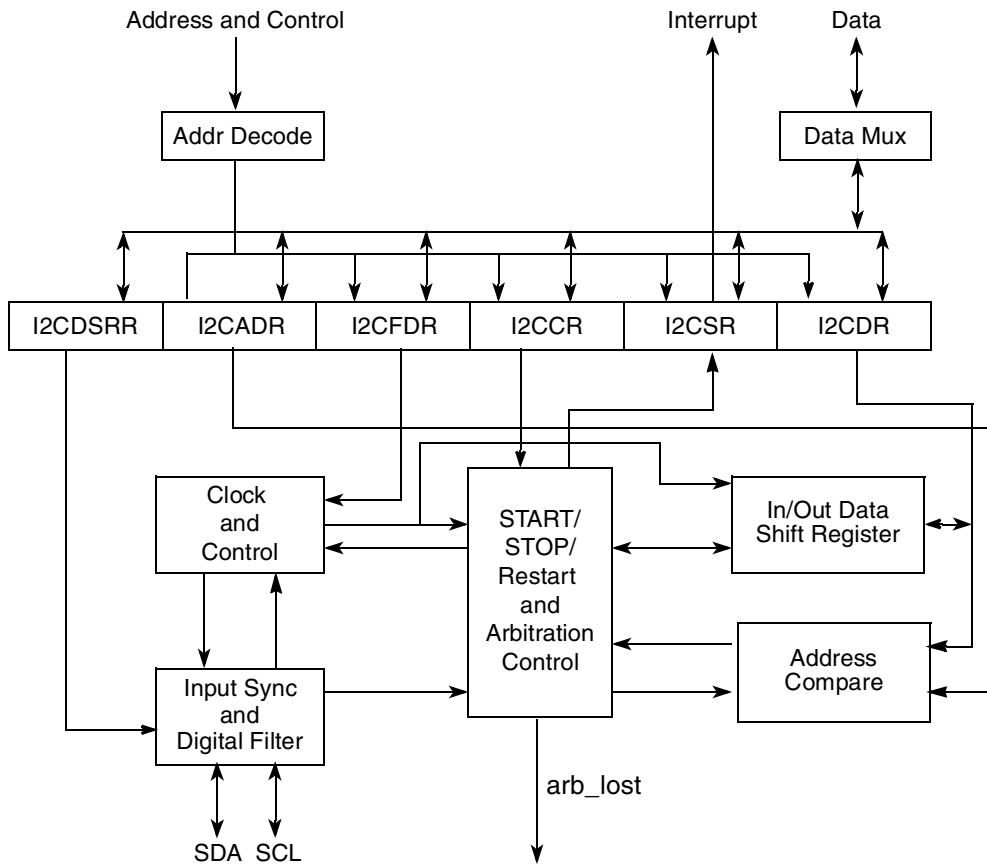 Address and Control
Interrupt
Data
Addr Decode
Data Mux
I2CDSRR
I2CADR
I2CFDR
I2CCR
I2CSR
I2CDR
Clock
and
Control
START/
STOP/
Restart
and
Arbitration
Control
In/Out Data
Shift Register
Input Sync
and
Digital Filter
Address
Compare
arb_lost
SDA
SCL